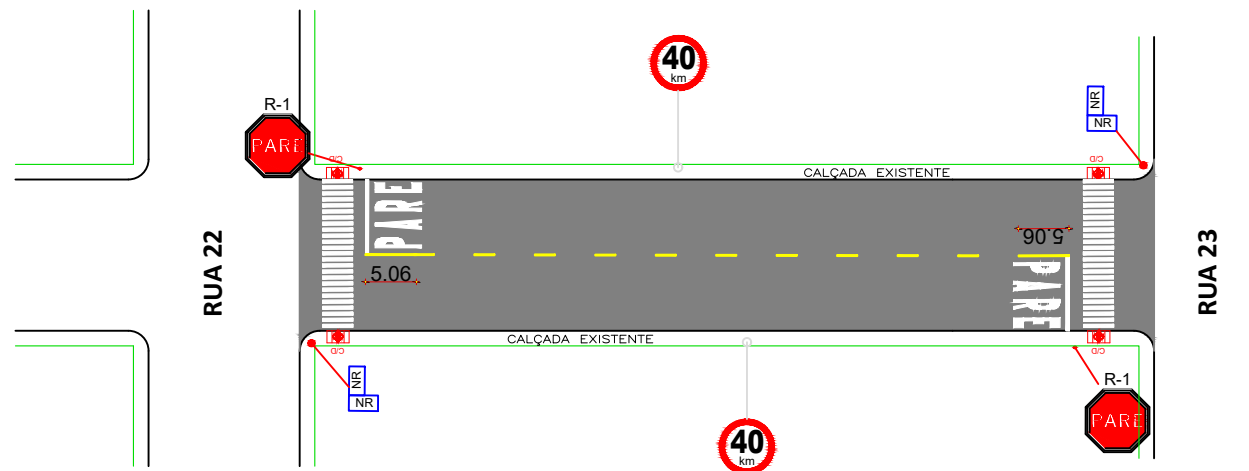 40
km
R-1
PARE
NR
NR
C/D
C/D
CALÇADA EXISTENTE
PARE
RUA 22
5.06
5.06
RUA 23
PARE
CALÇADA EXISTENTE
C/D
C/D
NR
NR
R-1
PARE
40
km